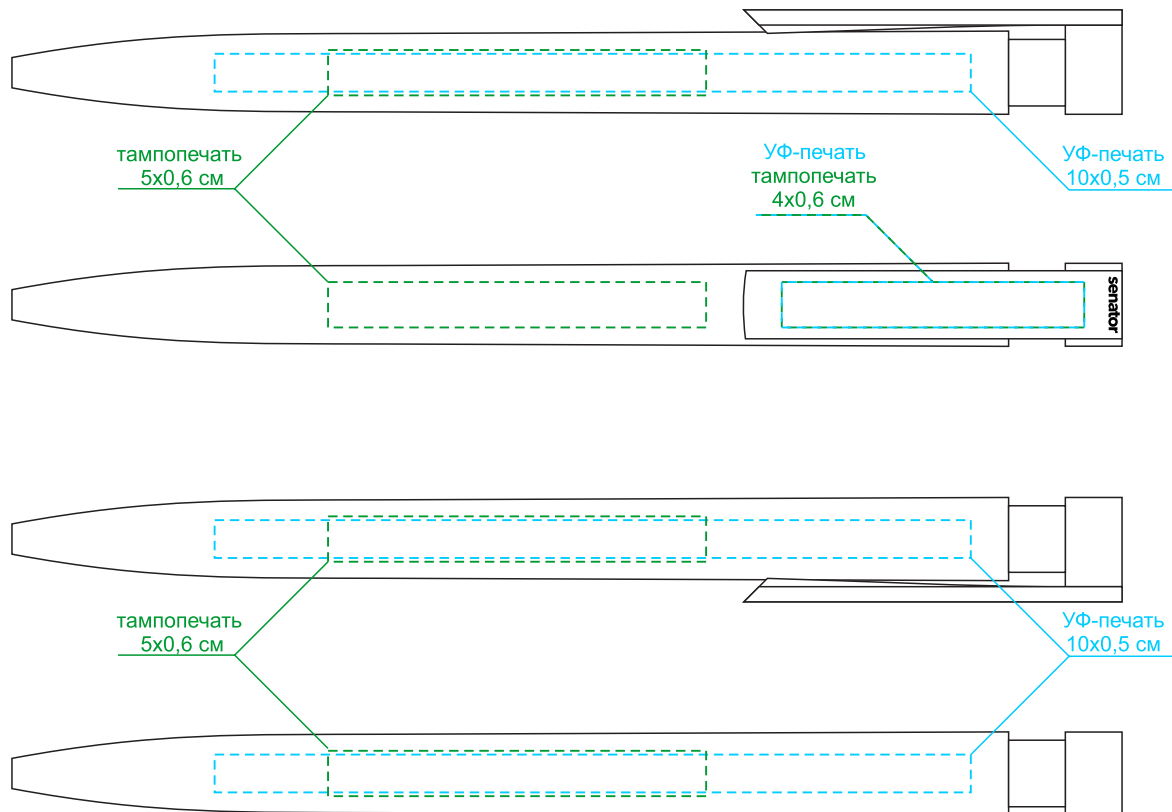 тампопечать
5х0,6 см
УФ-печать
тампопечать
4х0,6 см
УФ-печать
10х0,5 см
senator
тампопечать
5х0,6 см
УФ-печать
10х0,5 см